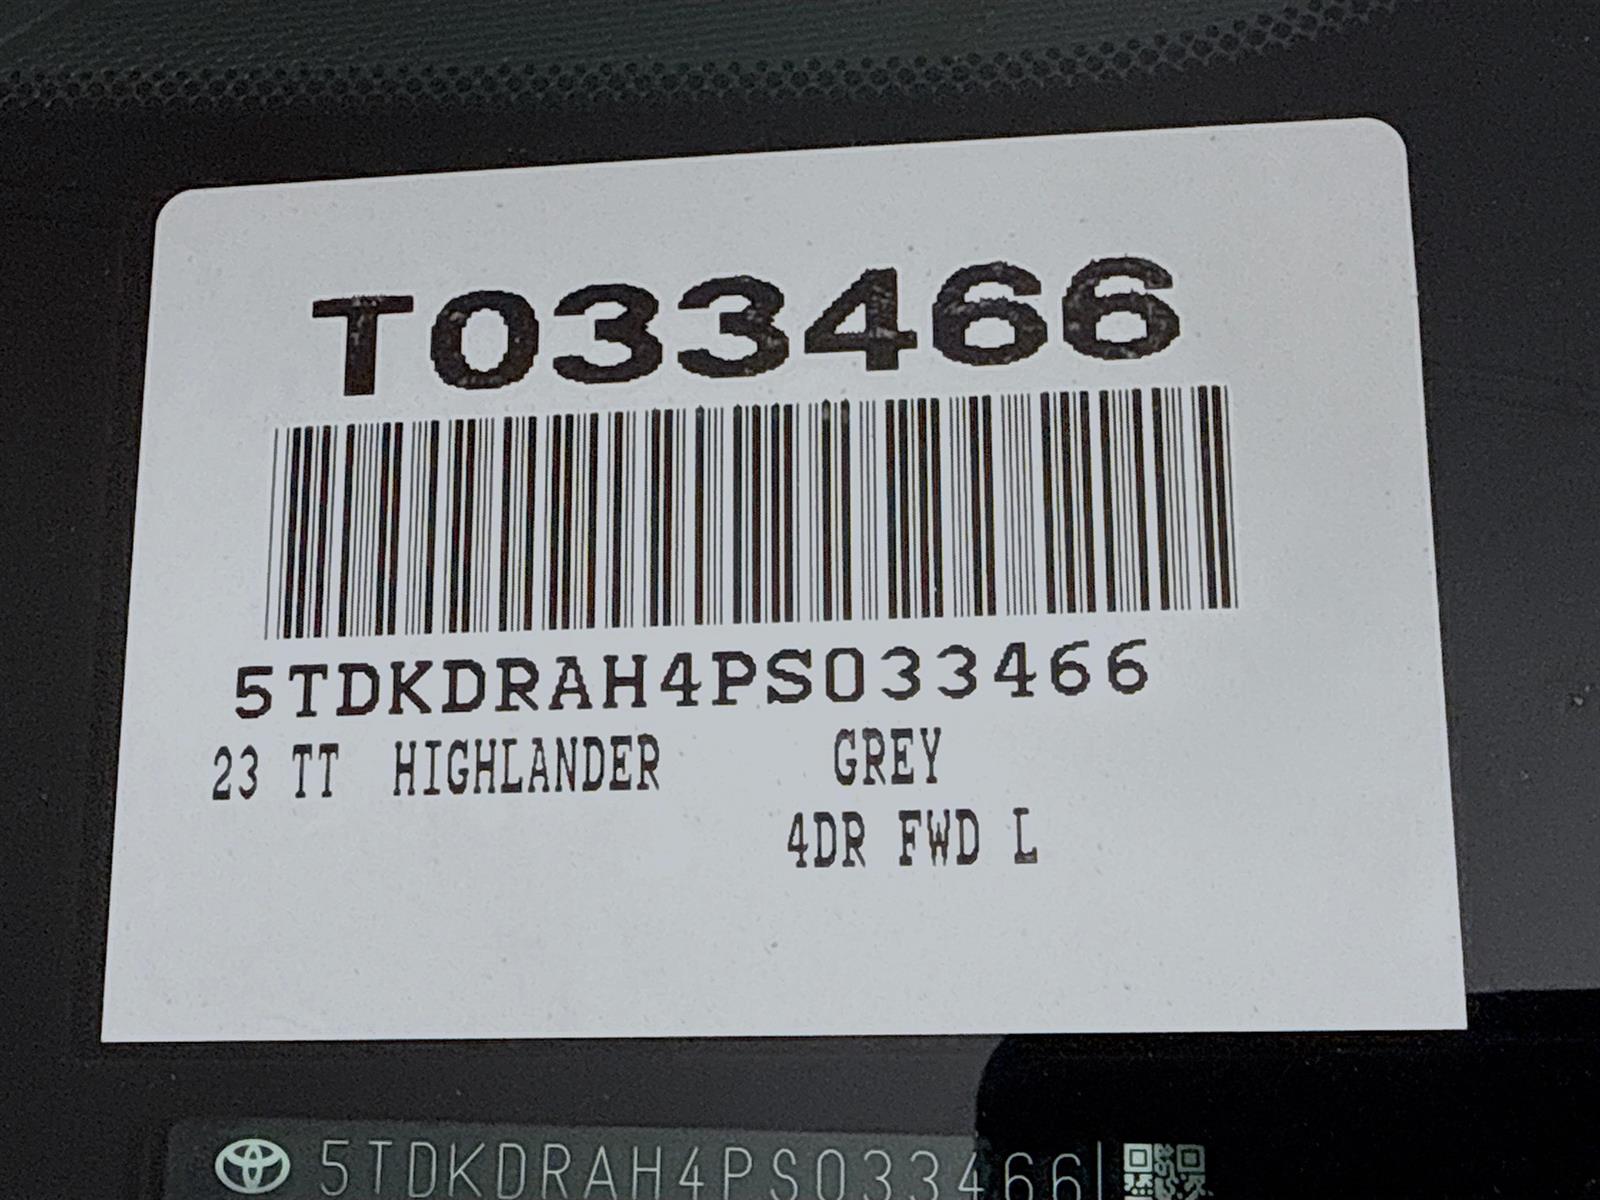 T033466
5TDKDRAH4PS033466
23 TT HIGHLANDER GREY
4DR FWD L
5TDKDRAH4PS033466